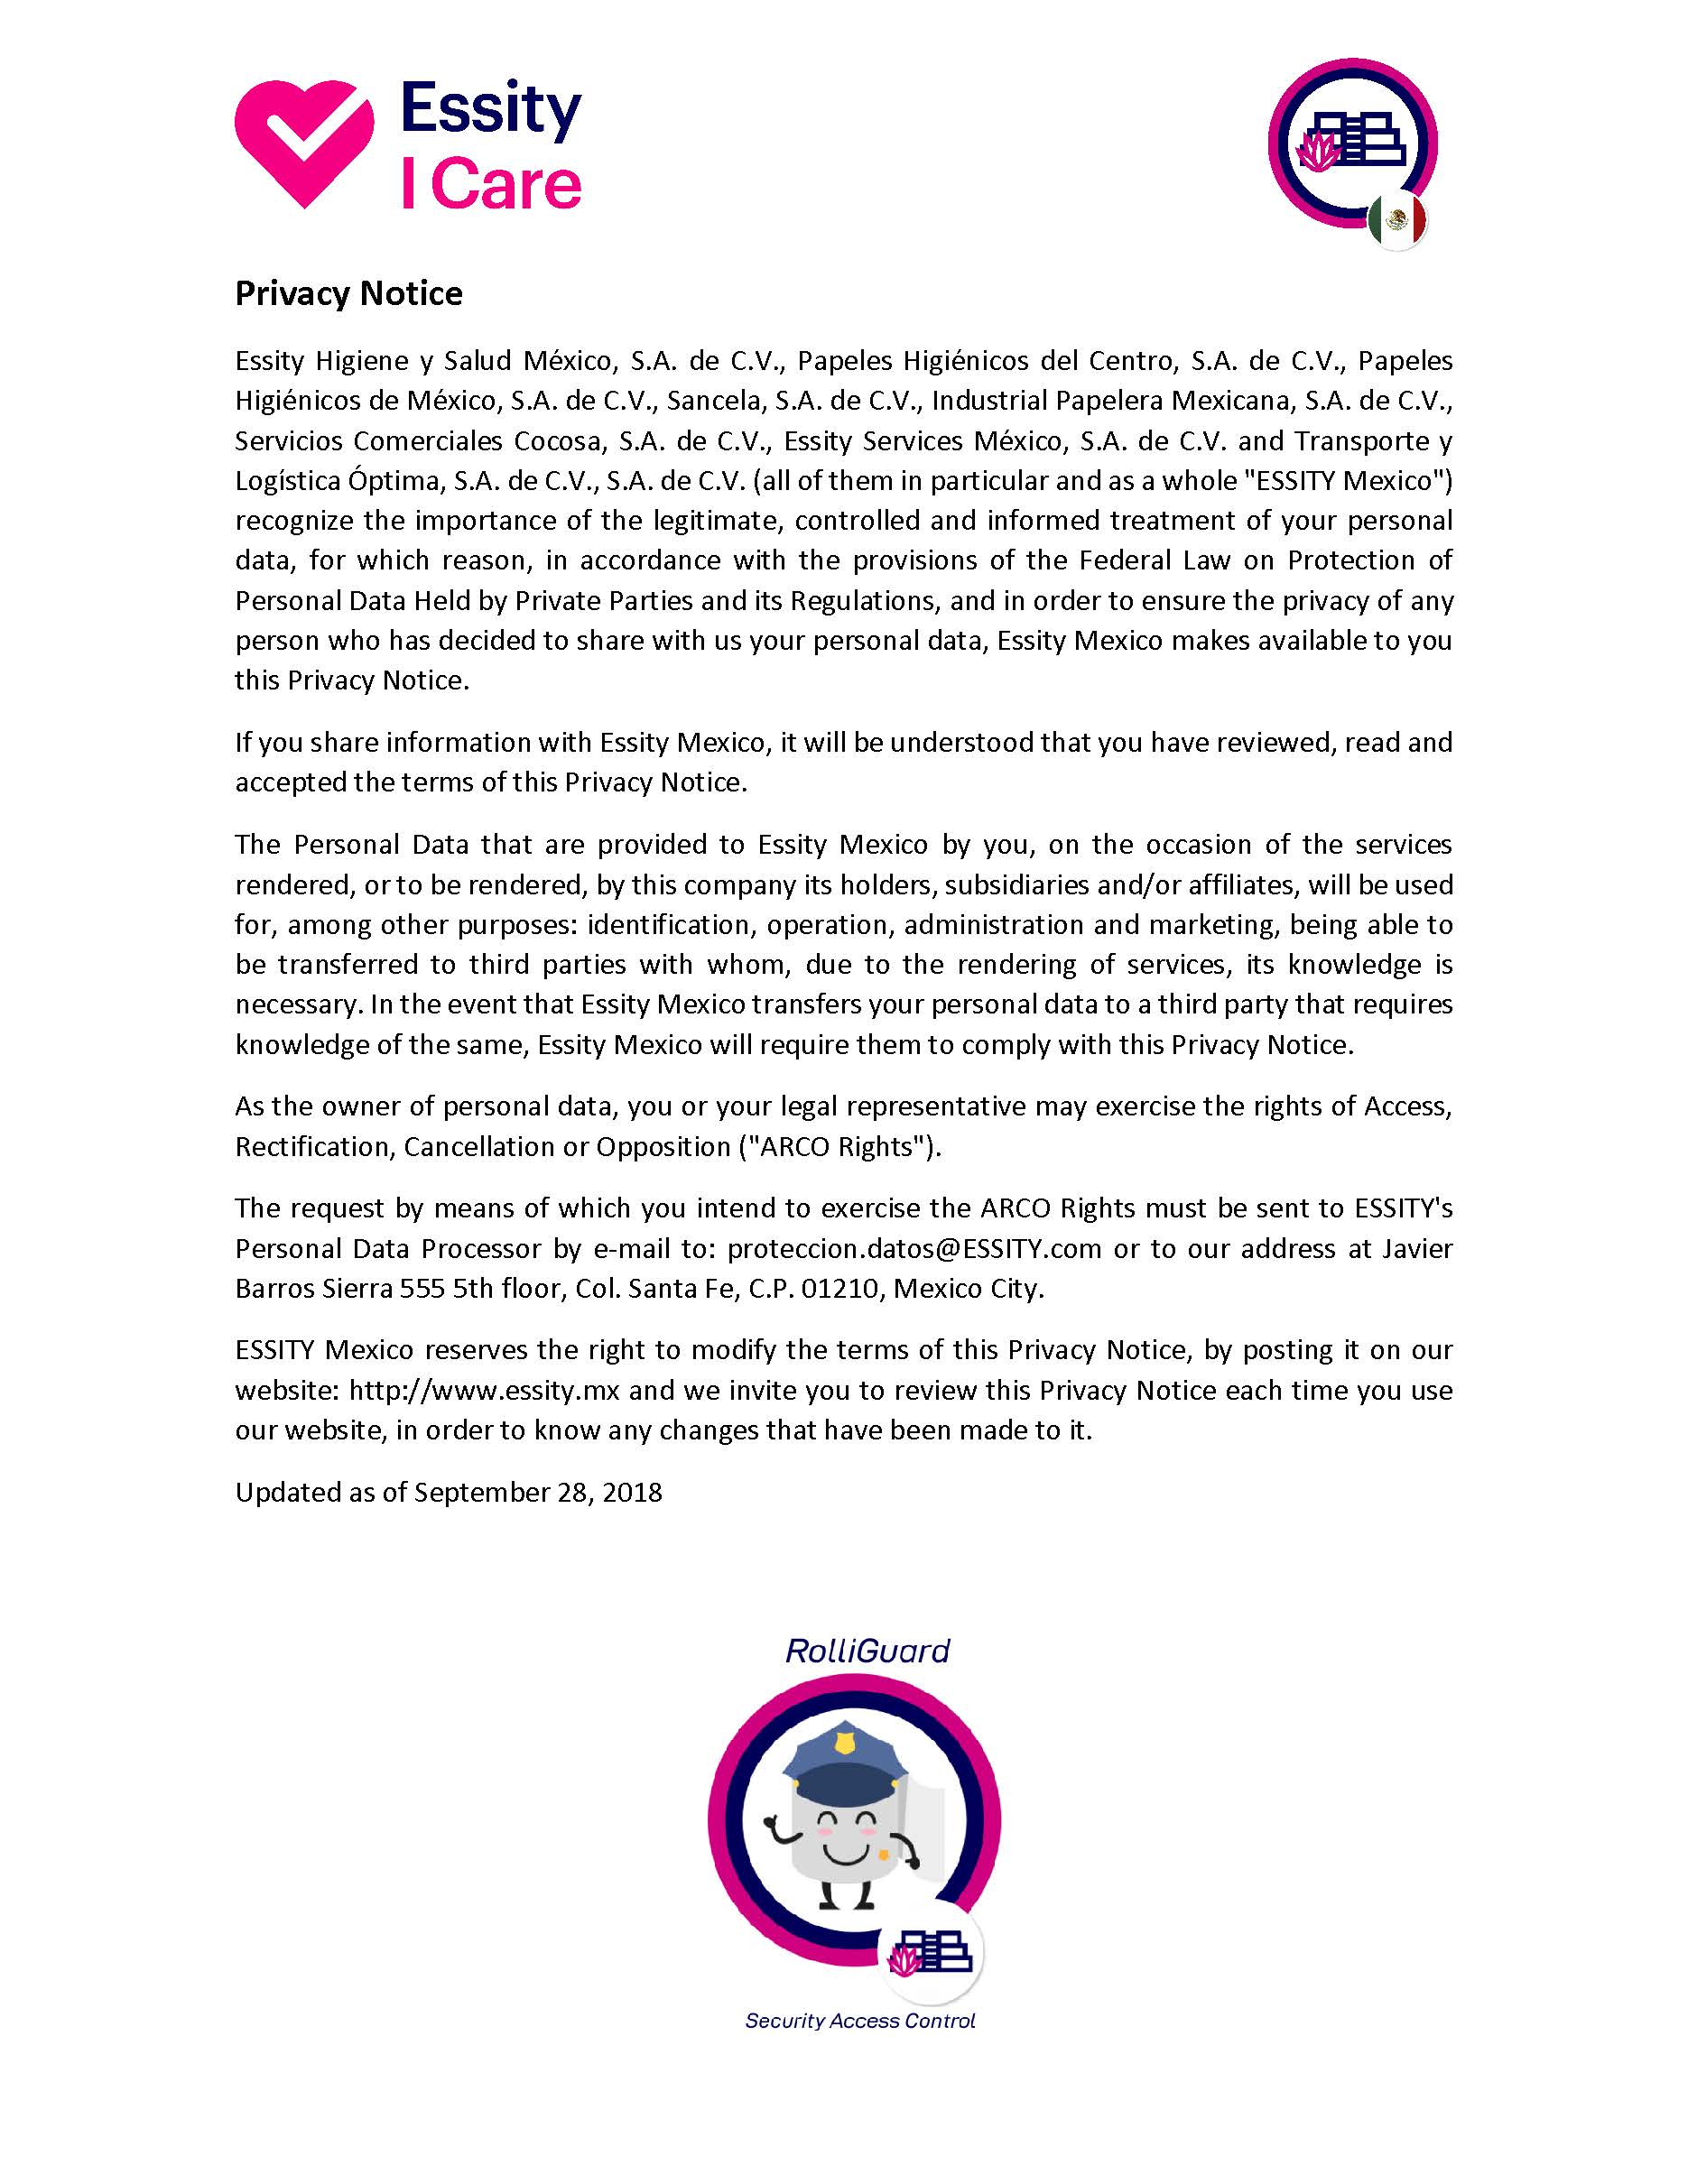 Essity
I Care
Privacy Notice
Essity Higiene y Salud México, S.A. de C.V., Papeles Higiénicos del Centro, S.A. de C.V., Papeles
Higiénicos de México, S.A. de C.V., Sancela, S.A. de C.V., Industrial Papelera Mexicana, S.A. de C.V.,
Servicios Comerciales Cocosa, S.A. de C.V., Essity Services México, S.A. de C.V. and Transporte y
Logística Óptima, S.A. de C.V., S.A. de C.V. (all of them in particular and as a whole "ESSITY Mexico")
recognize the importance of the legitimate, controlled and informed treatment of your personal
data, for which reason, in accordance with the provisions of the Federal Law on Protection of
Personal Data Held by Private Parties and its Regulations, and in order to ensure the privacy of any
person who has decided to share with us your personal data, Essity Mexico makes available to you
this Privacy Notice.
If you share information with Essity Mexico, it will be understood that you have reviewed, read and
accepted the terms of this Privacy Notice.
The Personal Data that are provided to Essity Mexico by you, on the occasion of the services
rendered, or to be rendered, by this company its holders, subsidiaries and/or affiliates, will be used
for, among other purposes: identification, operation, administration and marketing, being able to
be transferred to third parties with whom, due to the rendering of services, its knowledge is
necessary. In the event that Essity Mexico transfers your personal data to a third party that requires
knowledge of the same, Essity Mexico will require them to comply with this Privacy Notice.
As the owner of personal data, you or your legal representative may exercise the rights of Access,
Rectification, Cancellation or Opposition ("ARCO Rights").
The request by means of which you intend to exercise the ARCO Rights must be sent to ESSITY's
Personal Data Processor by e-mail to: proteccion.datos@ESSITY.com or to our address at Javier
Barros Sierra 555 5th floor, Col. Santa Fe, C.P. 01210, Mexico City.
ESSITY Mexico reserves the right to modify the terms of this Privacy Notice, by posting it on our
website: http://www.essity.mx and we invite you to review this Privacy Notice each time you use
our website, in order to know any changes that have been made to it.
Updated as of September 28, 2018
RolliGuard
Security Access Control